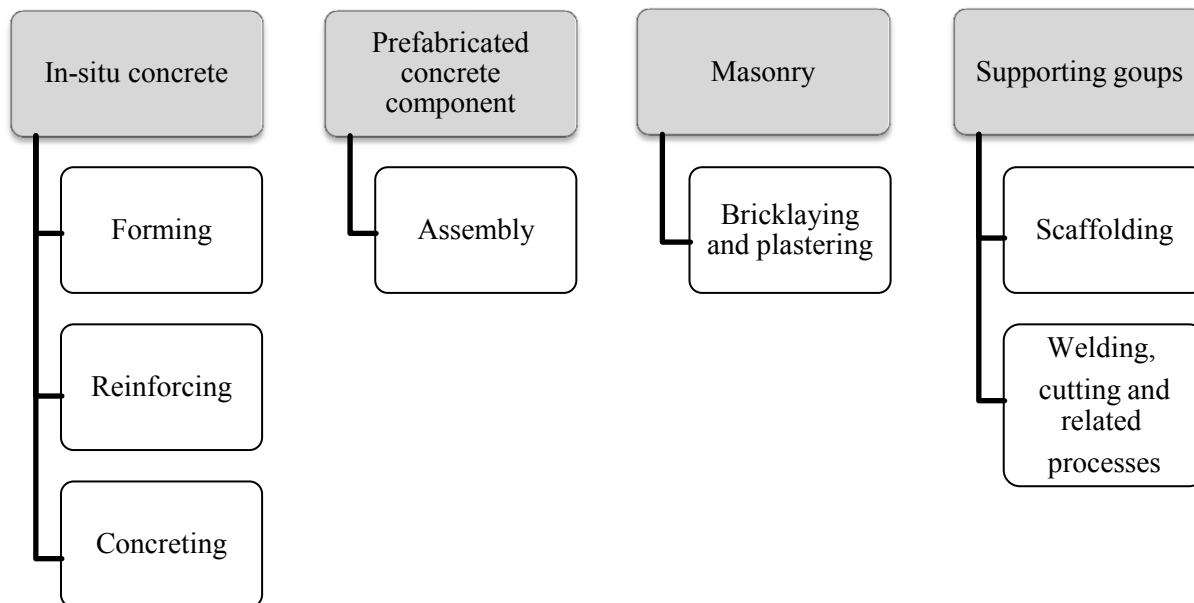 In-situ concrete
Forming
Reinforcing
Concreting
Prefabricated
concrete
component
Assembly
Masonry
Bricklaying
and plastering
Supporting goups
Scaffolding
Welding,
cutting and
related
processes